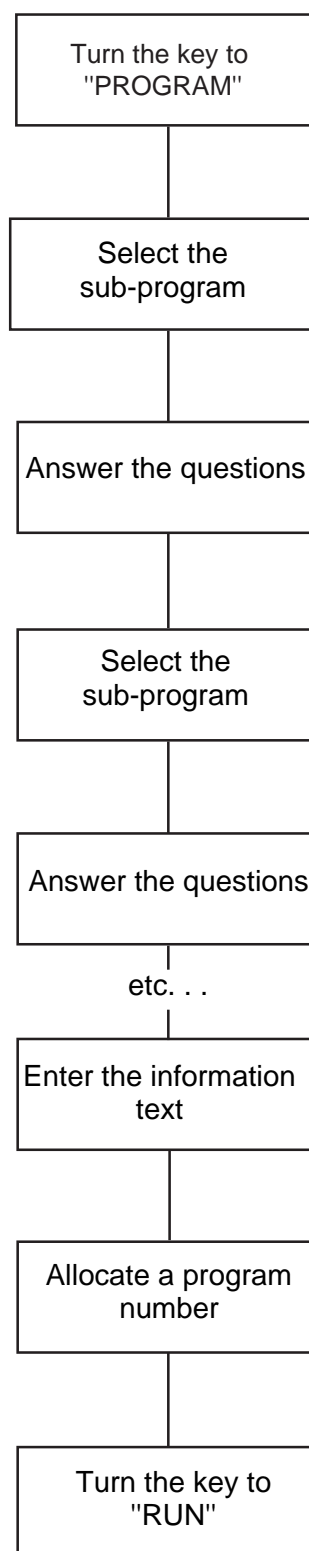 Turn the key to
"PROGRAM"
Select the
sub-program
Answer the questions
Select the
sub-program
Answer the questions
etc. . .
Enter the information
text
Allocate a program
number
Turn the key to
"RUN"